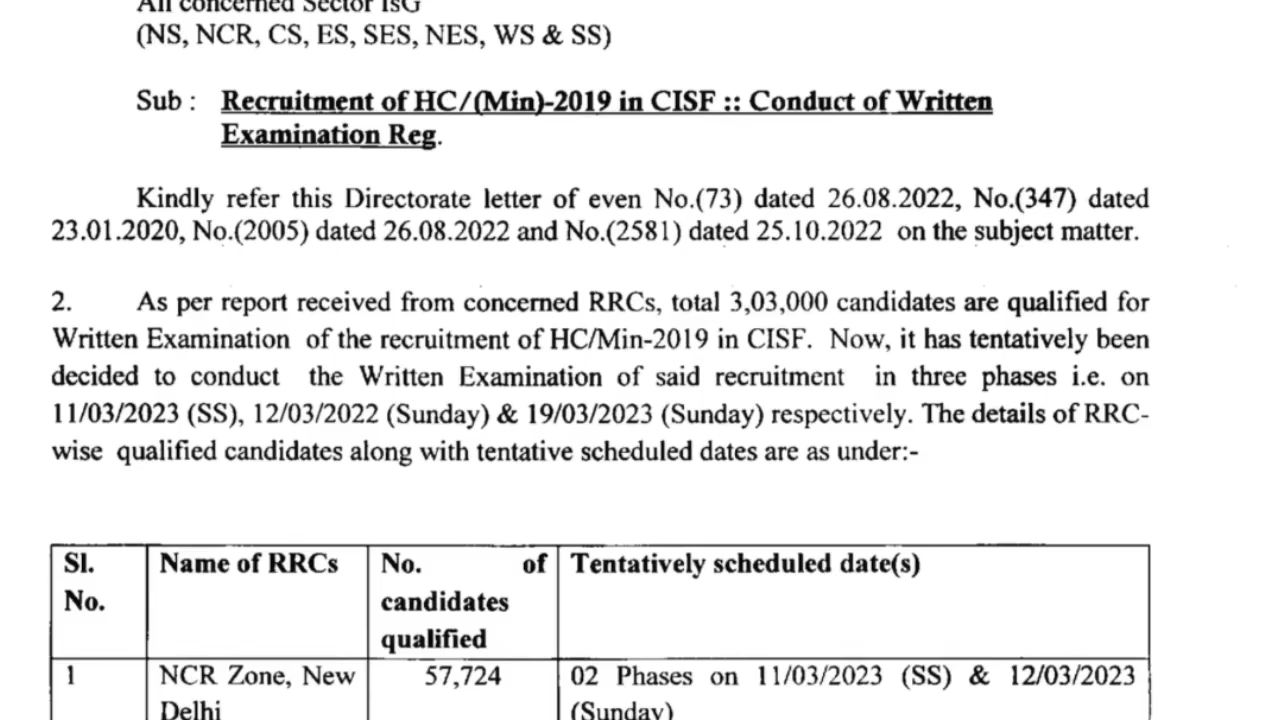 All concerned Sector IsG
(NS, NCR, CS, ES, SES, NES, WS & SS)
Sub : Recruitment of HC/(Min)-2019 in CISF :: Conduct of Written
Examination Reg.
Kindly refer this Directorate letter of even No.(73) dated 26.08.2022, No.(347) dated
23.01.2020, No.(2005) dated 26.08.2022 and No.(2581) dated 25.10.2022 on the subject matter.
2. As per report received from concerned RRCs, total 3,03,000 candidates are qualified for
Written Examination of the recruitment of HC/Min-2019 in CISF. Now, it has tentatively been
decided to conduct the Written Examination of said recruitment in three phases i.e. on
11/03/2023 (SS), 12/03/2022 (Sunday) & 19/03/2023 (Sunday) respectively. The details of RRC-
wise qualified candidates along with tentative scheduled dates are as under:-
Sl. No. Name of RRCs No. of candidates qualified Tentatively scheduled date(s)
1 NCR Zone, New Delhi 57,724 02 Phases on 11/03/2023 (SS) & 12/03/2023 (Sunday)